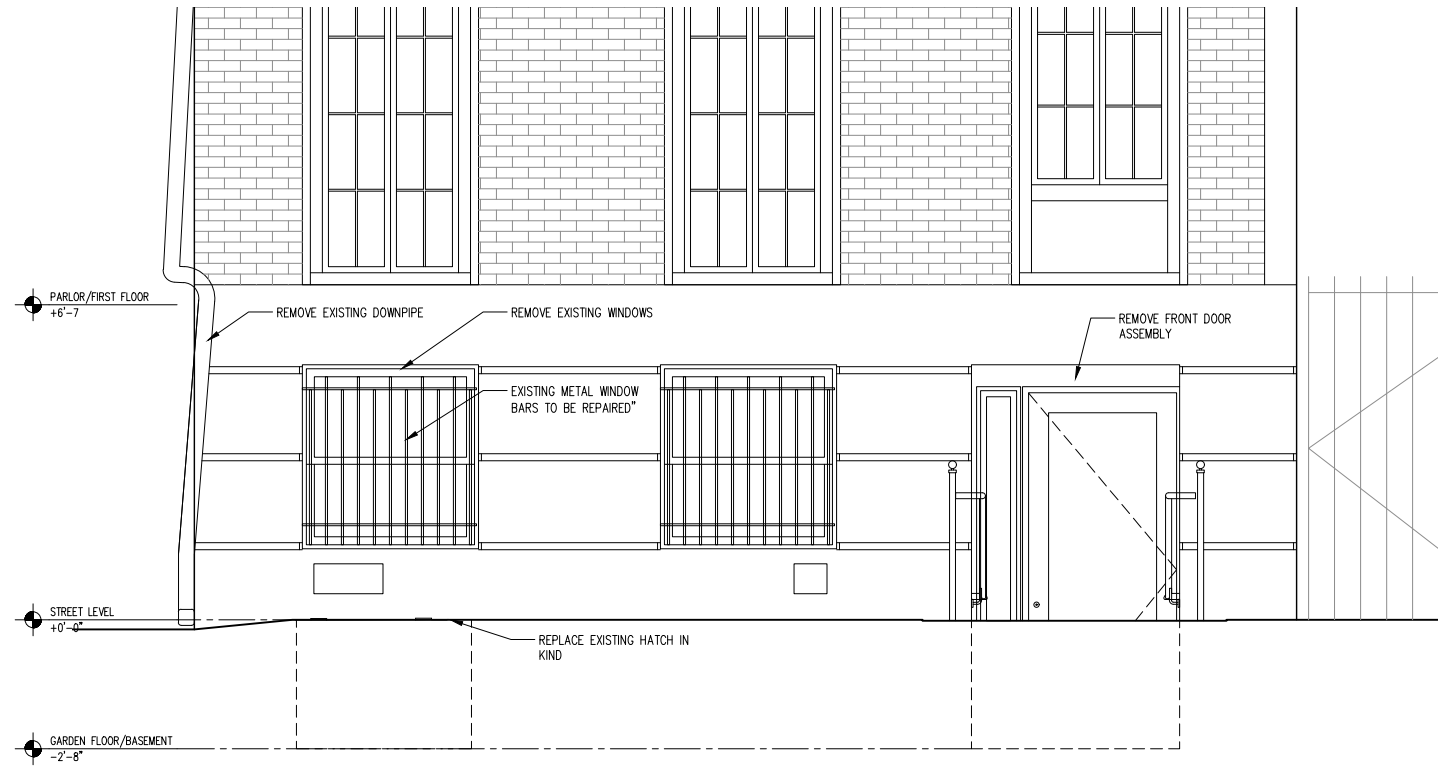 PARLOR/FIRST FLOOR
+6'-7
REMOVE EXISTING DOWNPIPE
REMOVE EXISTING WINDOWS
REMOVE FRONT DOOR
ASSEMBLY
EXISTING METAL WINDOW
BARS TO BE REPAIRED"
STREET LEVEL
+0'-0"
REPLACE EXISTING HATCH IN
KIND
GARDEN FLOOR/BASEMENT
-2'-8"